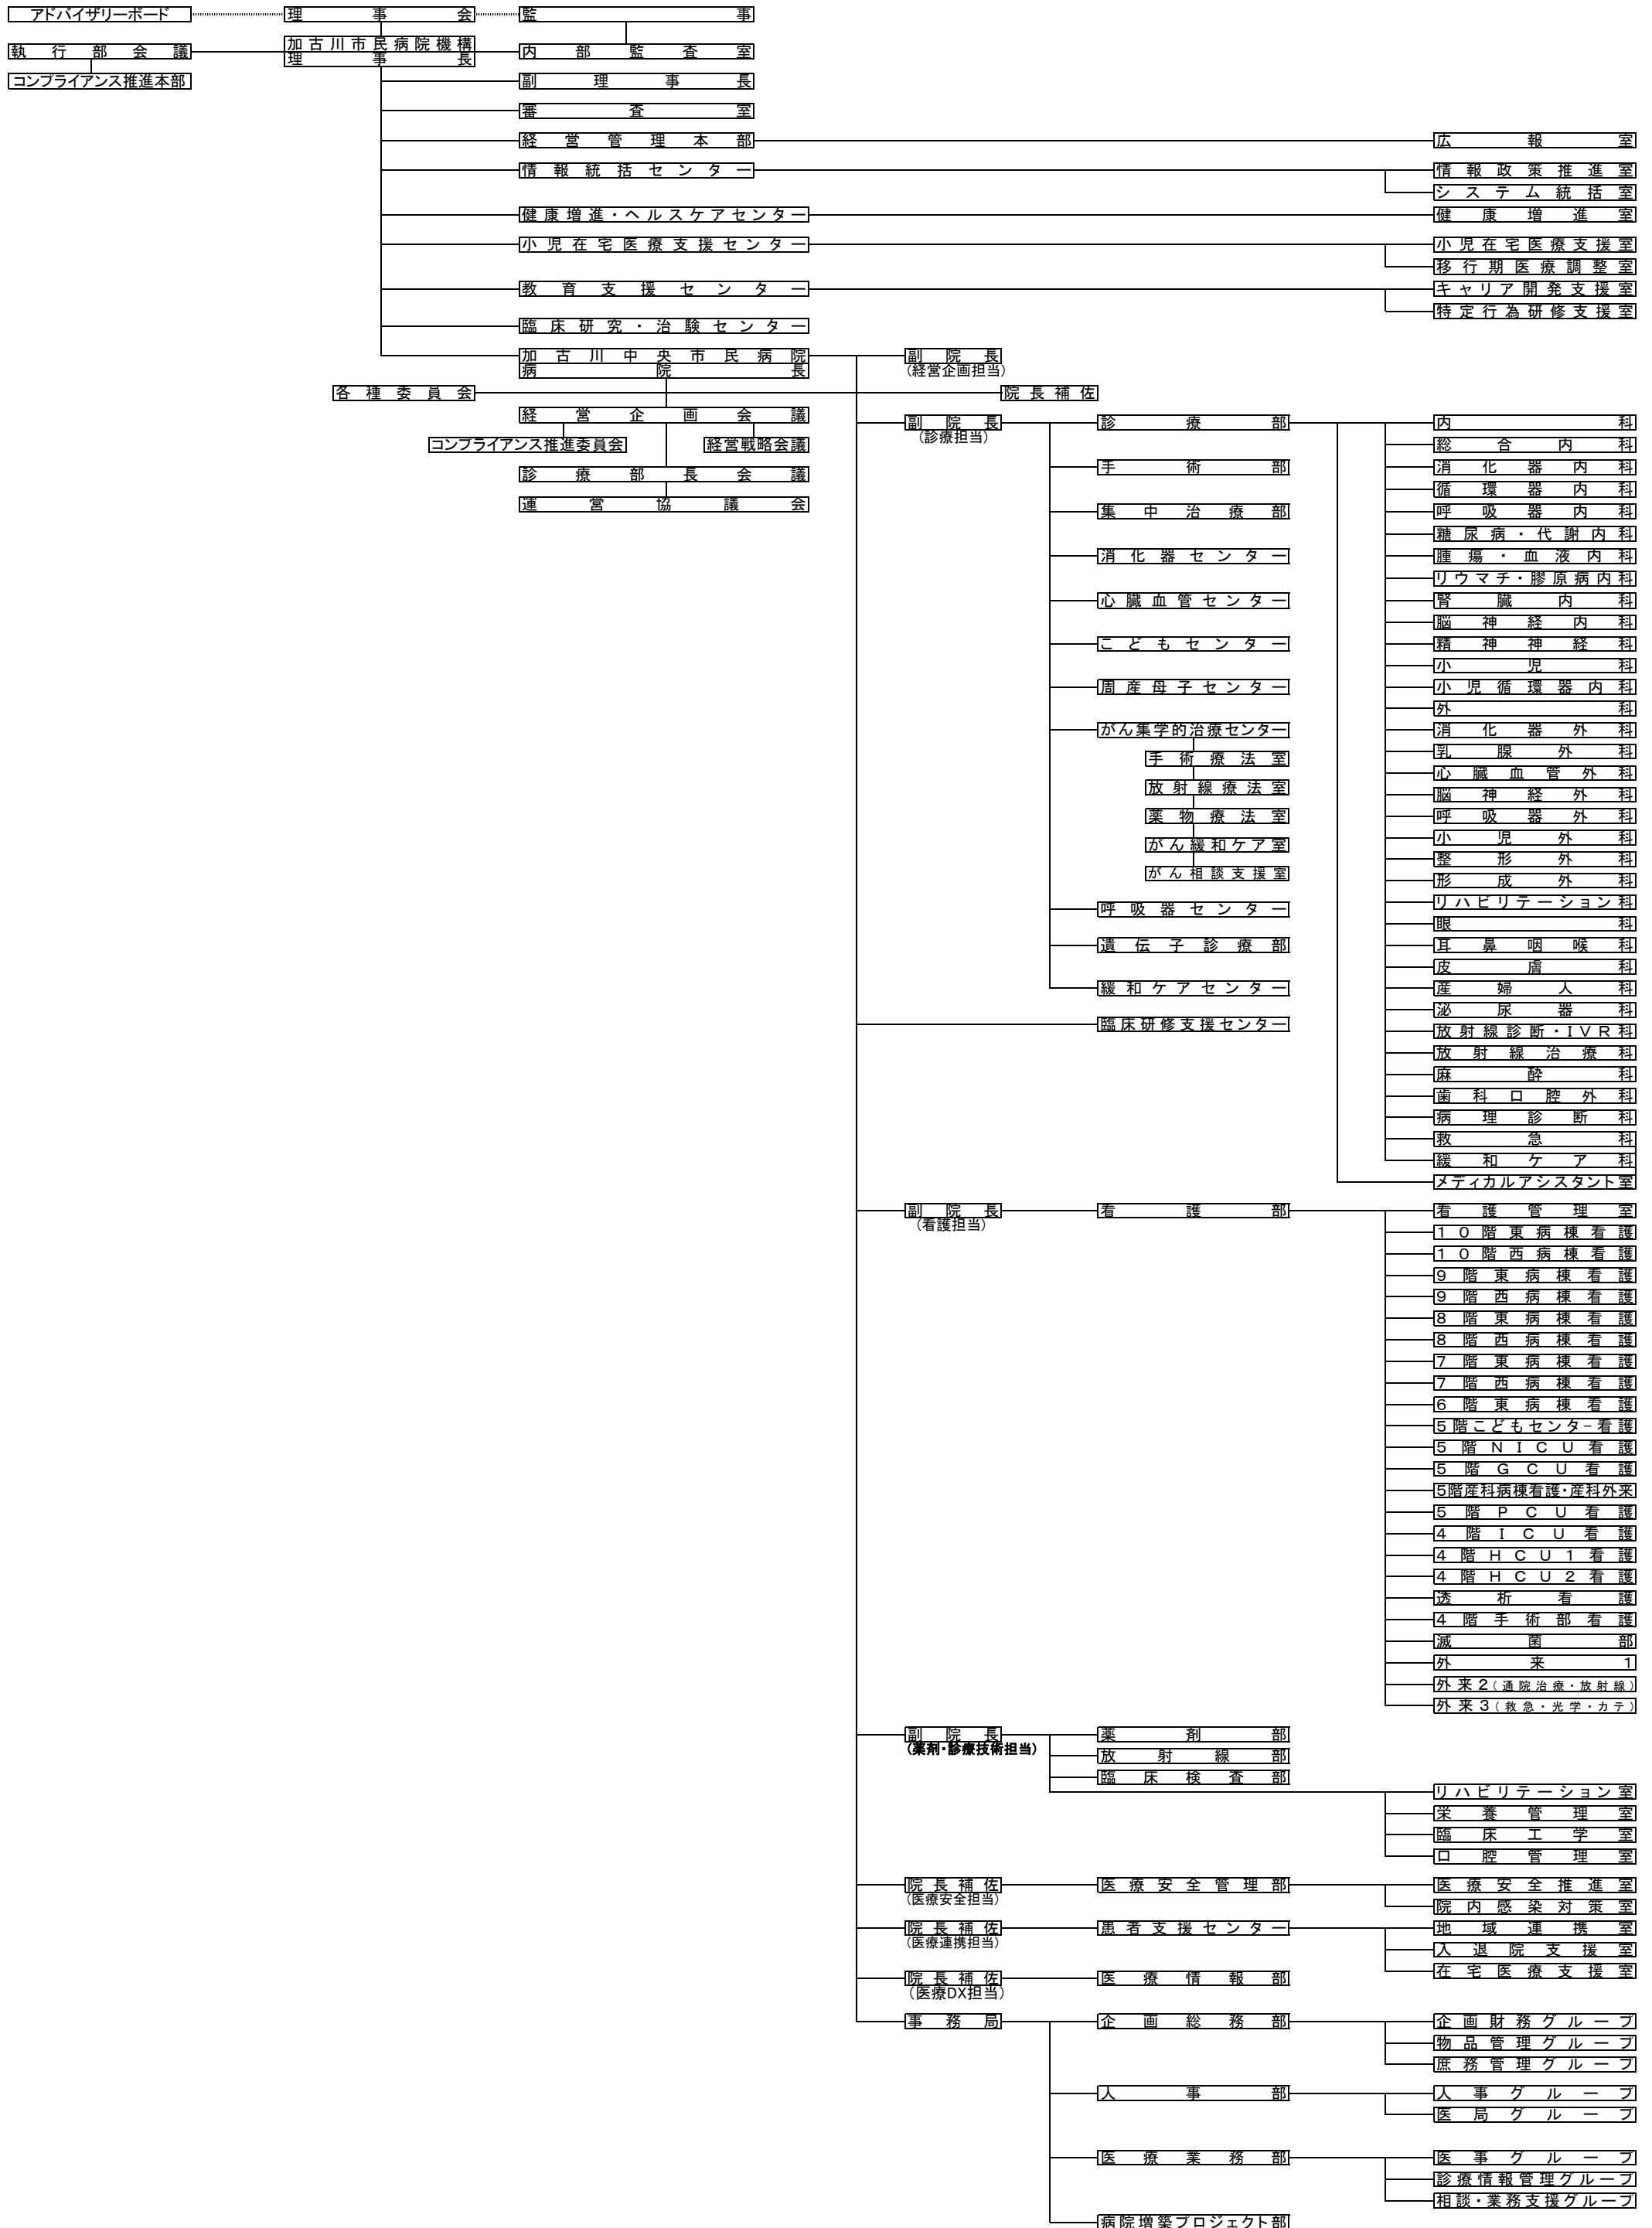 アドバイザリーボード
理事会
監事
加古川市民病院機構
理事長
執行部会議
内部監査室
コンプライアンス推進本部
副理事長
審査室
経営管理本部
広報室
情報統括センター
情報政策推進室
システム統括室
健康増進・ヘルスケアセンター
健康増進室
小児在宅医療支援センター
小児在宅医療支援室
移行期医療調整室
教育支援センター
キャリア開発支援室
特定行為研修支援室
臨床研究・治験センター
加古川中央市民病院
病院長
副院長
（経営企画担当）
各種委員会
院長補佐
経営企画会議
コンプライアンス推進委員会
経営戦略会議
診療部長会議
運営協議会
副院長
（診療担当）
診療部
手術部
集中治療部
消化器センター
心臓血管センター
こどもセンター
周産母子センター
がん集学的治療センター
手術療法室
放射線療法室
薬物療法室
がん緩和ケア室
がん相談支援室
呼吸器センター
遺伝子診療部
緩和ケアセンター
臨床研修支援センター
内科
総合内科
消化器内科
循環器内科
呼吸器内科
糖尿病・代謝内科
腫瘍・血液内科
リウマチ・膠原病内科
腎臓内科
脳神経内科
精神神経科
小児科
小児循環器内科
外科
消化器外科
乳腺外科
心臓血管外科
脳神経外科
呼吸器外科
小児外科
整形外科
形成外科
リハビリテーション科
眼科
耳鼻咽喉科
皮膚科
産婦人科
泌尿器科
放射線診断・ＩＶＲ科
放射線治療科
麻酔科
歯科口腔外科
病理診断科
救急科
緩和ケア科
メディカルアシスタント室
副院長
（看護担当）
看護部
看護管理室
１０階東病棟看護
１０階西病棟看護
９階東病棟看護
９階西病棟看護
８階東病棟看護
８階西病棟看護
７階東病棟看護
７階西病棟看護
６階東病棟看護
５階こどもセンター看護
５階ＮＩＣＵ看護
５階ＧＣＵ看護
５階産科病棟看護・産科外来
５階ＰＣＵ看護
４階ＩＣＵ看護
４階ＨＣＵ１看護
４階ＨＣＵ２看護
透析看護
４階手術部看護
滅菌部
外来１
外来２（通院治療・放射線）
外来３（救急・光学・カテ）
副院長
（薬剤・診療技術担当）
薬剤部
放射線部
臨床検査部
リハビリテーション室
栄養管理室
臨床工学室
口腔管理室
院長補佐
（医療安全担当）
医療安全管理部
医療安全推進室
院内感染対策室
院長補佐
（医療連携担当）
患者支援センター
地域連携室
入退院支援室
在宅医療支援室
院長補佐
（医療DX担当）
医療情報部
事務局
企画総務部
企画財務グループ
物品管理グループ
庶務管理グループ
人事部
人事グループ
医局グループ
医療業務部
医事グループ
診療情報管理グループ
相談・業務支援グループ
病院増築プロジェクト部